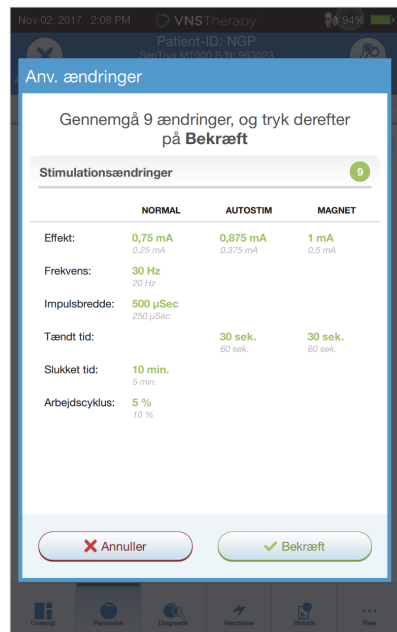 Nov 02, 2017 2:08 PM VNSTherapy 94%
Patient-ID: NGP
SenTiva M1000 S/N: 963023
Anv. ændringer
Gennemgå 9 ændringer, og tryk derefter
på Bekræft
Stimulationsændringer 9
NORMAL AUTOSTIM MAGNET
Effekt: 0,75 mA 0,875 mA 1 mA
0,25 mA 0,375 mA 0,5 mA
Frekvens: 30 Hz
20 Hz
Impulsbredde: 500 µSec
250 µSec
Tændt tid: 30 sek. 30 sek.
60 sek. 60 sek.
Slukket tid: 10 min.
5 min.
Arbejdscyklus: 5 %
10 %
Annuller Bekræft
Oversigt Parametre Diagnostik Hændelser Historik Flere